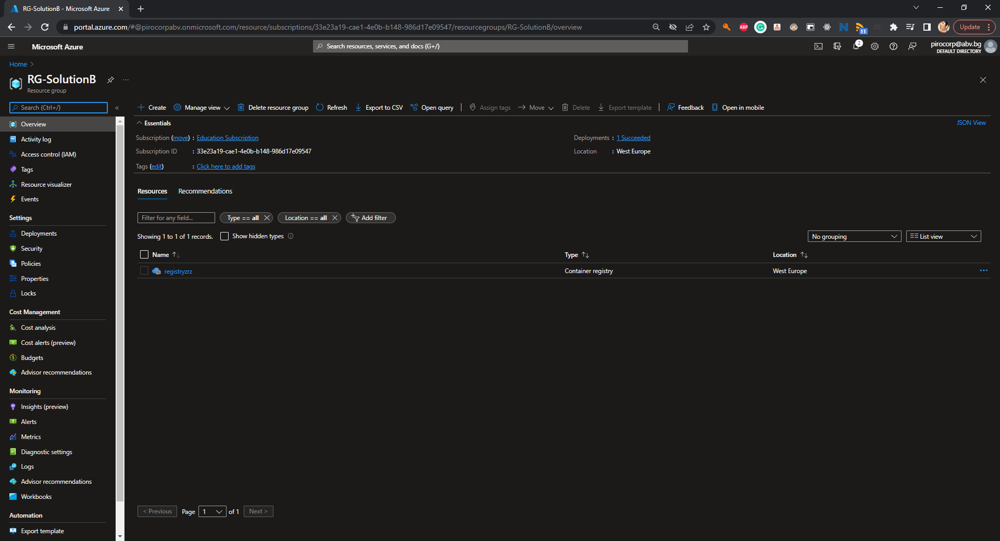 RG-SolutionB - Microsoft Azure
portal.azure.com/#@pirocorpabv.onmicrosoft.com/resource/subscriptions/33e23a19-cae1-4e0b-b148-986d17e09547/resourcegroups/RG-SolutionB/overview
ABP
11
Update
Microsoft Azure
Search resources, services, and docs (G+/)
2
pirocorp@abv.bg
DEFAULT DIRECTORY
Home
RG-SolutionB
Resource group
Search (Ctrl+/)
Create
Manage view
Delete resource group
Refresh
Export to CSV
Open query
Assign tags
Move
Delete
Export template
Feedback
Open in mobile
Essentials
JSON View
Subscription (move) : Education Subscription
Deployments : 1 Succeeded
Subscription ID : 33e23a19-cae1-4e0b-b148-986d17e09547
Location : West Europe
Tags (edit) : Click here to add tags
Resources
Recommendations
Filter for any field...
Type == all
Location == all
Add filter
Showing 1 to 1 of 1 records.
Show hidden types
No grouping
List view
Name
Type
Location
registryzrz
Container registry
West Europe
< Previous
Page
1
of 1
Next >
Overview
Activity log
Access control (IAM)
Tags
Resource visualizer
Events
Settings
Deployments
Security
Policies
Properties
Locks
Cost Management
Cost analysis
Cost alerts (preview)
Budgets
Advisor recommendations
Monitoring
Insights (preview)
Alerts
Metrics
Diagnostic settings
Logs
Advisor recommendations
Workbooks
Automation
Export template